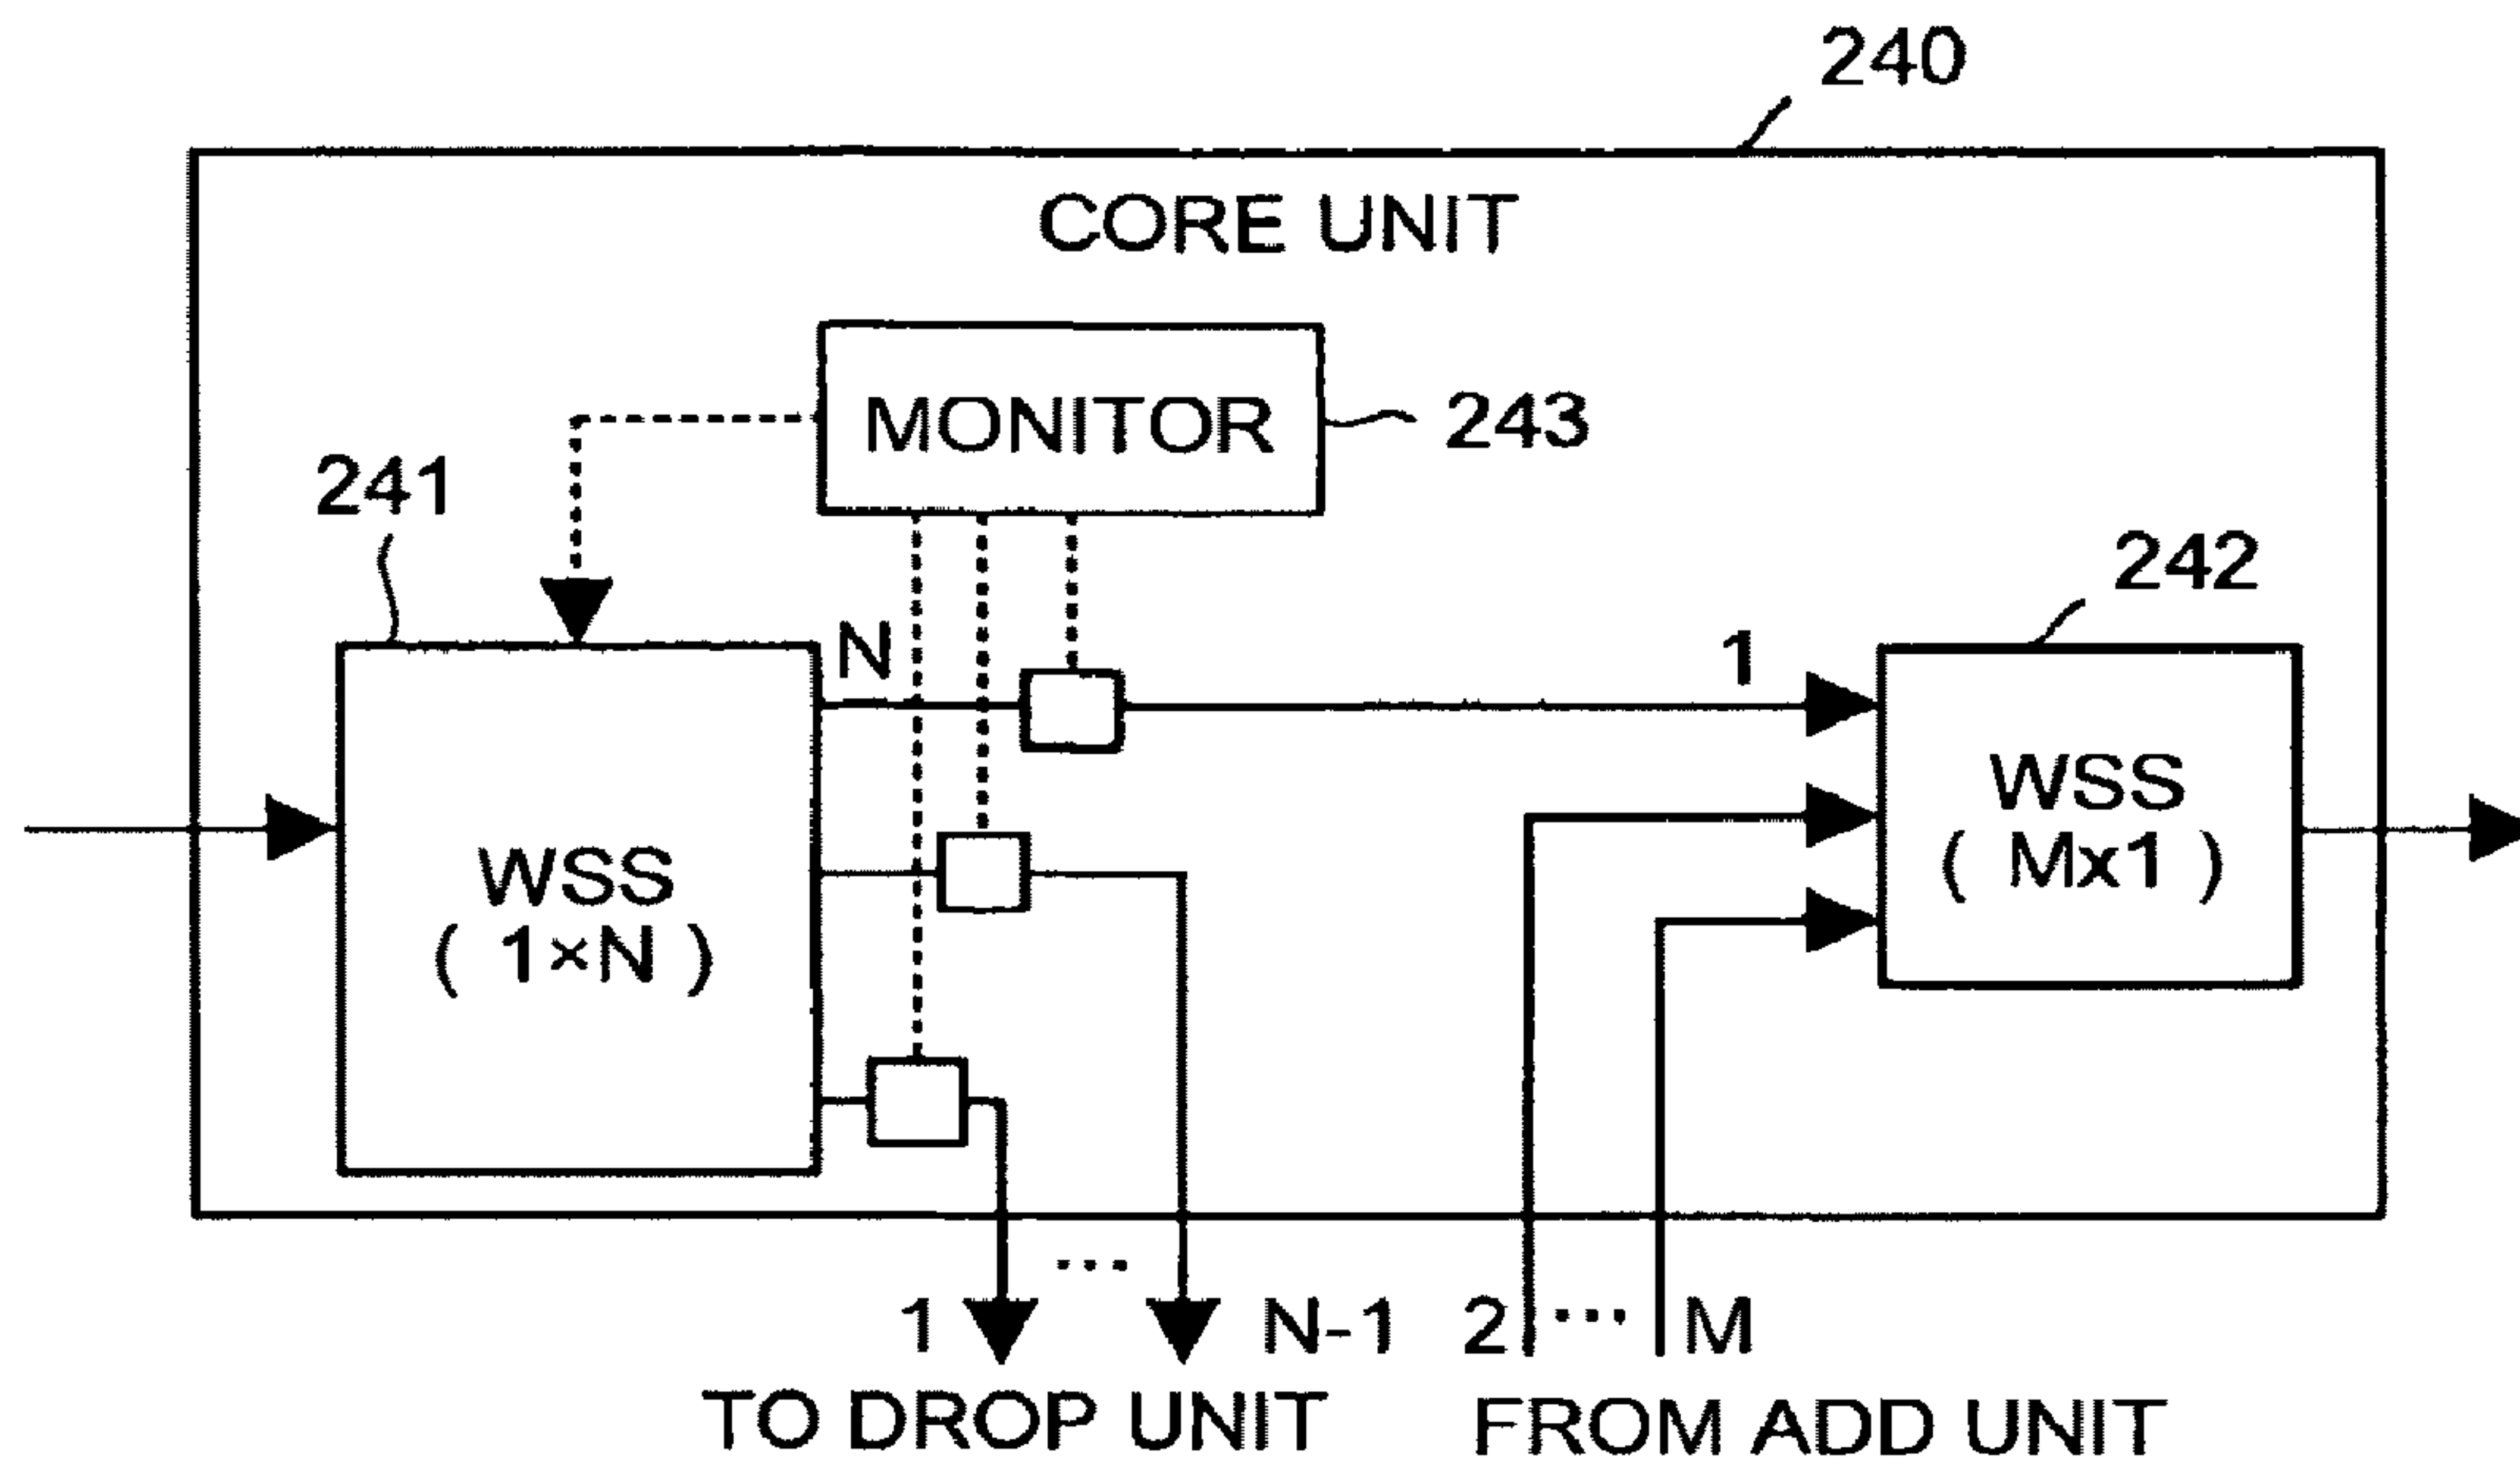 240
CORE UNIT
MONITOR
243
241
242
N
1
WSS
( Mx1 )
WSS
( 1×N )
...
1
N-1
2
...
M
TO DROP UNIT
FROM ADD UNIT